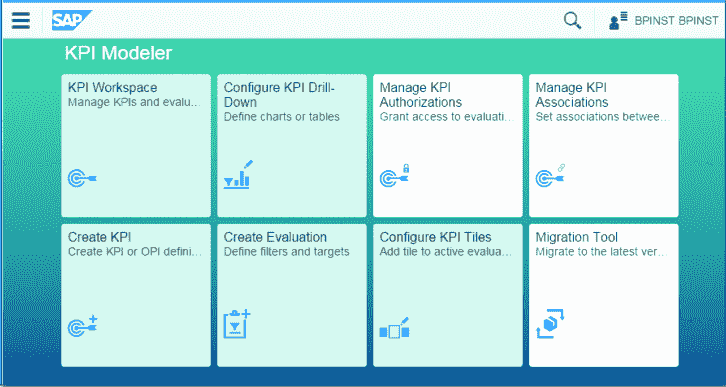 SAP
BPINST BPINST
KPI Modeler
KPI Workspace
Manage KPIs and evalu...
Configure KPI Drill-
Down
Define charts or tables
Manage KPI
Authorizations
Grant access to evaluati...
Manage KPI
Associations
Set associations betwee...
Create KPI
Create KPI or OPI defini...
Create Evaluation
Define filters and targets
Configure KPI Tiles
Add tile to active evalua...
Migration Tool
Migrate to the latest ver...